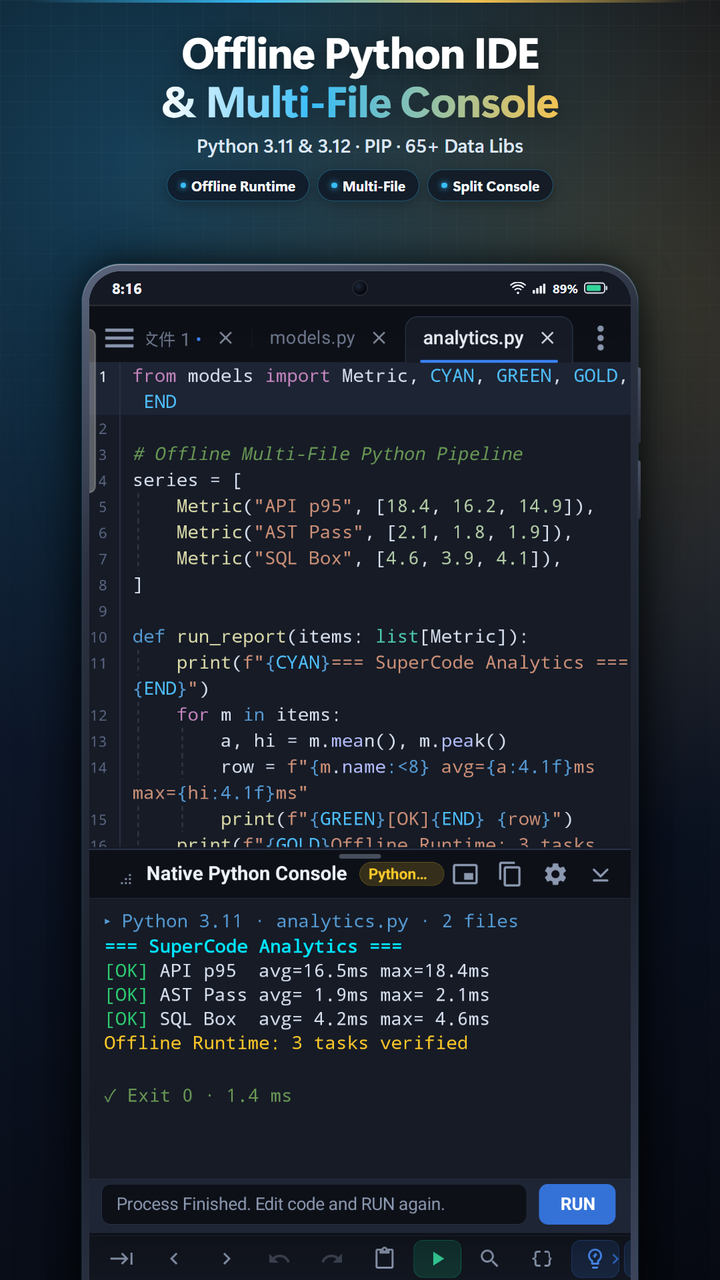 Offline Python IDE
& Multi-File Console
Python 3.11 & 3.12 · PIP · 65+ Data Libs
Offline Runtime
Multi-File
Split Console
8:16
89%
文件 1 •
models.py
analytics.py
1 from models import Metric, CYAN, GREEN, GOLD,
END
2
3 # Offline Multi-File Python Pipeline
4 series = [
5 Metric("API p95", [18.4, 16.2, 14.9]),
6 Metric("AST Pass", [2.1, 1.8, 1.9]),
7 Metric("SQL Box", [4.6, 3.9, 4.1]),
8 ]
9
10 def run_report(items: list[Metric]):
11 print(f"{CYAN}=== SuperCode Analytics ===
{END}")
12 for m in items:
13 a, hi = m.mean(), m.peak()
14 row = f"{m.name:<8} avg={a:4.1f}ms
max={hi:4.1f}ms"
15 print(f"{GREEN}[OK]{END} {row}")
16 print(f"{GOLD}Offline Runtime: 3 tasks
Native Python Console
Python...
▸ Python 3.11 · analytics.py · 2 files
=== SuperCode Analytics ===
[OK] API p95  avg=16.5ms max=18.4ms
[OK] AST Pass avg= 1.9ms max= 2.1ms
[OK] SQL Box  avg= 4.2ms max= 4.6ms
Offline Runtime: 3 tasks verified
✓ Exit 0 · 1.4 ms
Process Finished. Edit code and RUN again.
RUN